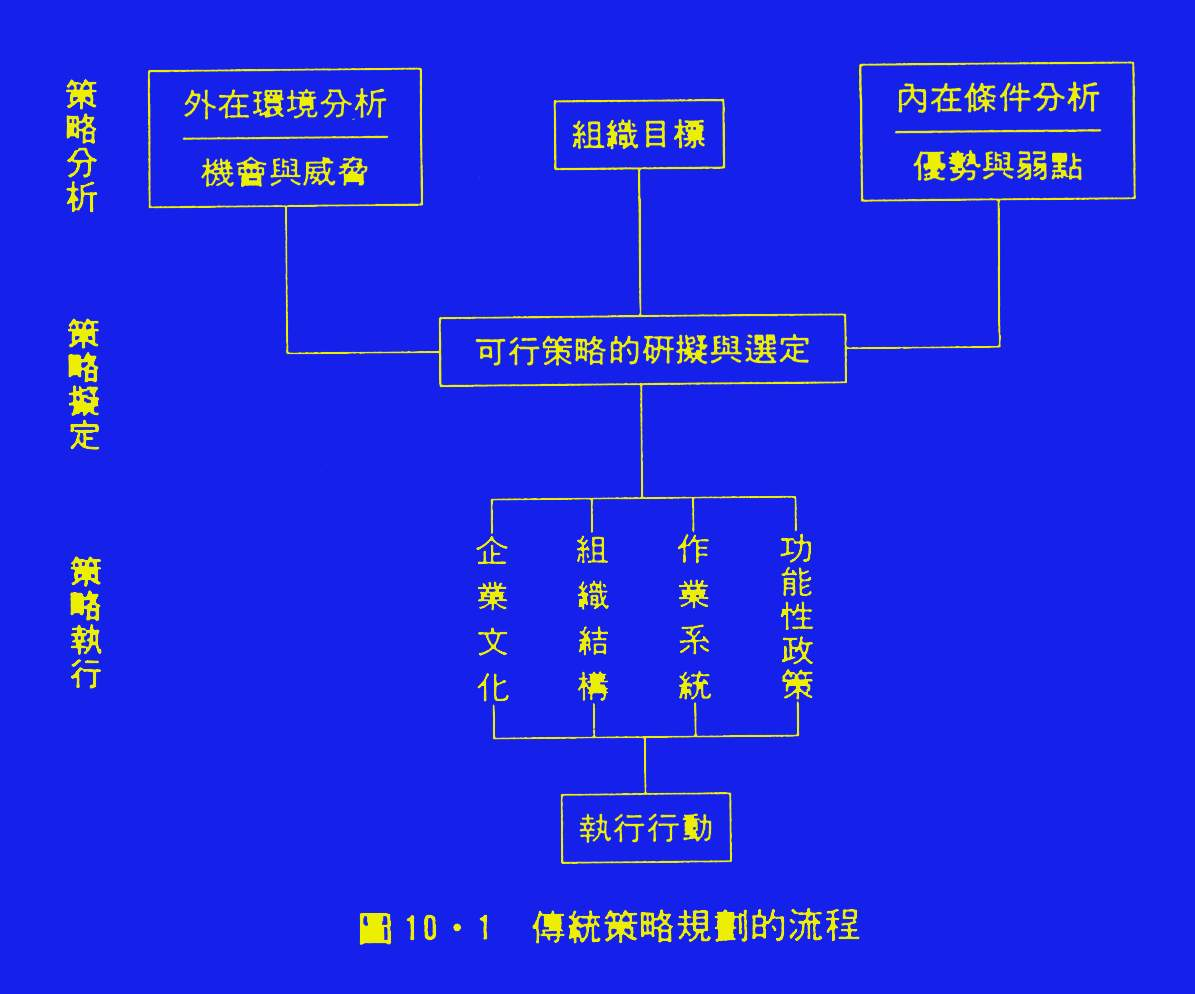 策略分析
外在環境分析
機會與威脅
組織目標
內在條件分析
優勢與弱點
策略擬定
可行策略的研擬與選定
策略執行
企業文化
組織結構
作業系統
功能性政策
執行行動
圖10·1 傳統策略規劃的流程